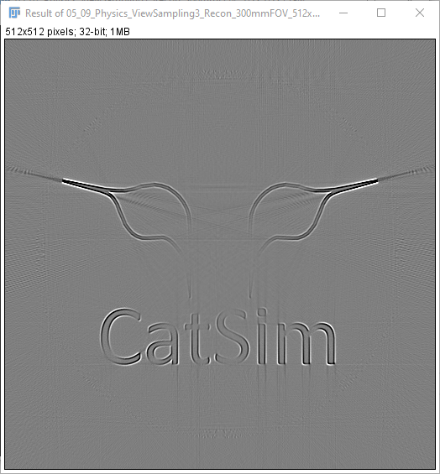 Result of 05_09_Physics_ViewSampling3_Recon_300mmFOV_512x...
512x512 pixels; 32-bit; 1MB
CatSim